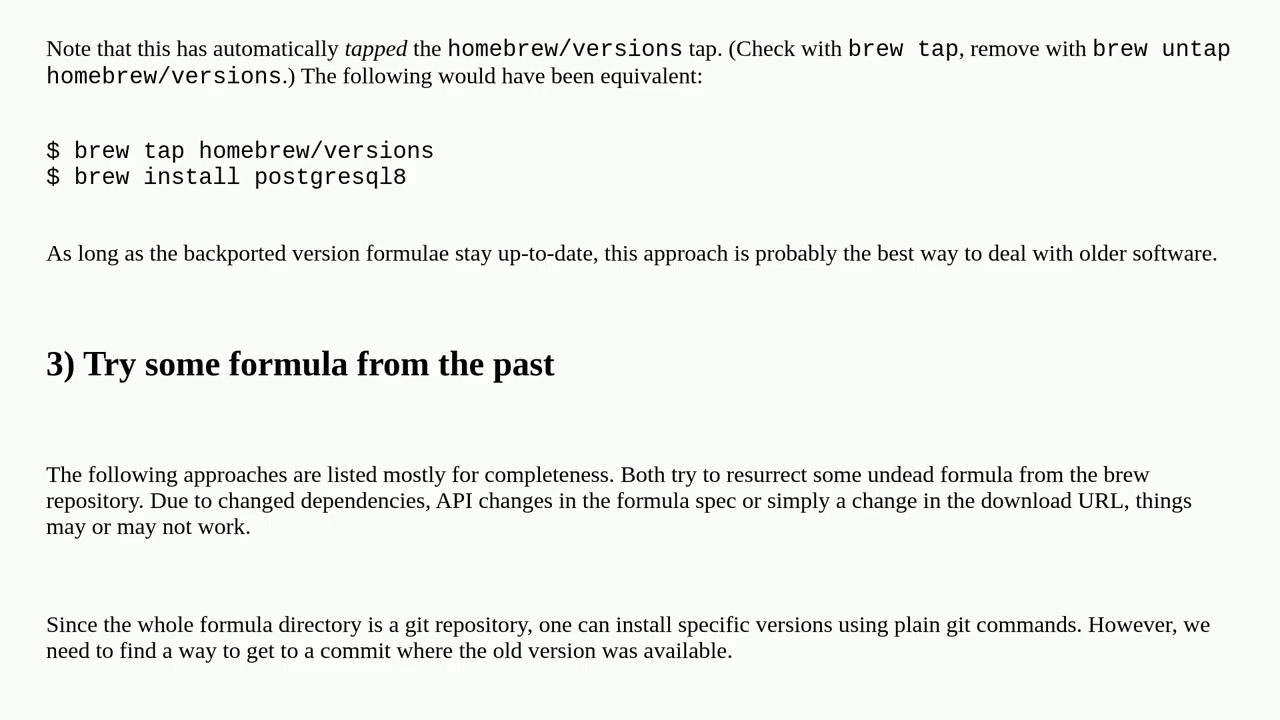 Note that this has automatically tapped the homebrew/versions tap. (Check with brew tap, remove with brew untap
homebrew/versions.) The following would have been equivalent:
$ brew tap homebrew/versions
$ brew install postgresql8
As long as the backported version formulae stay up-to-date, this approach is probably the best way to deal with older software.
3) Try some formula from the past
The following approaches are listed mostly for completeness. Both try to resurrect some undead formula from the brew
repository. Due to changed dependencies, API changes in the formula spec or simply a change in the download URL, things
may or may not work.
Since the whole formula directory is a git repository, one can install specific versions using plain git commands. However, we
need to find a way to get to a commit where the old version was available.